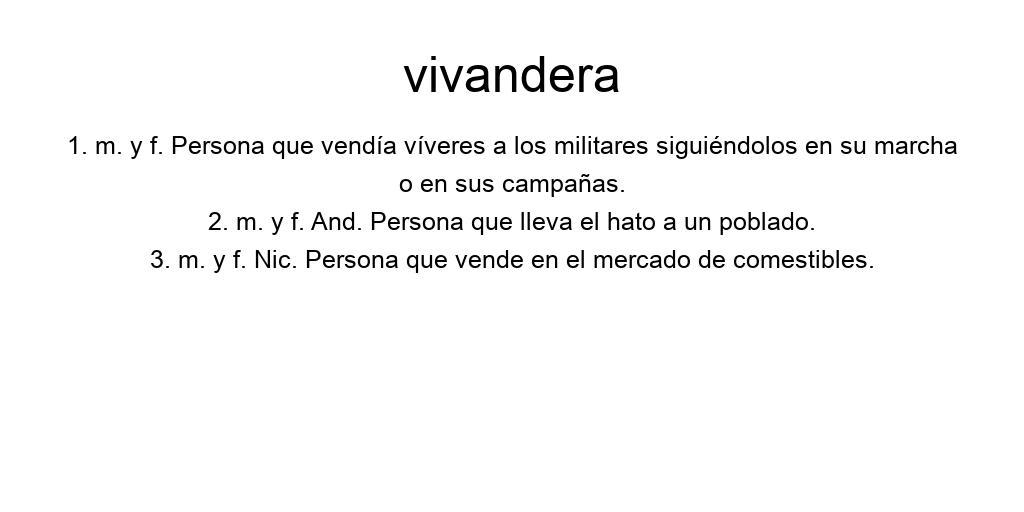 vivandera
1. m. y f. Persona que vendía víveres a los militares siguiéndolos en su marcha
o en sus campañas.
2. m. y f. And. Persona que lleva el hato a un poblado.
3. m. y f. Nic. Persona que vende en el mercado de comestibles.